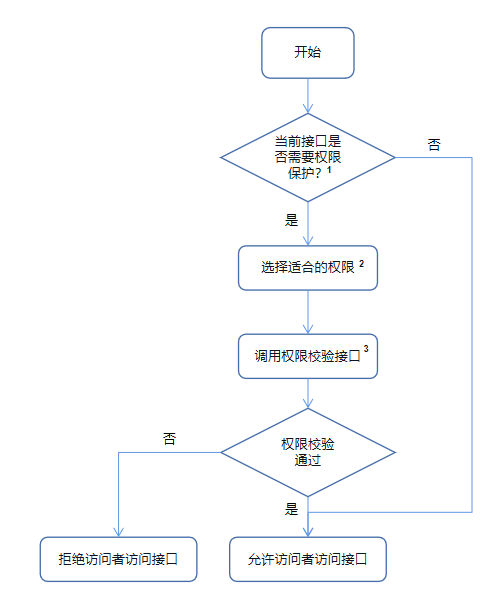 开始
当前接口是
否需要权限
保护？1
否
是
选择适合的权限 2
调用权限校验接口 3
权限校验
通过
否
是
拒绝访问者访问接口
允许访问者访问接口